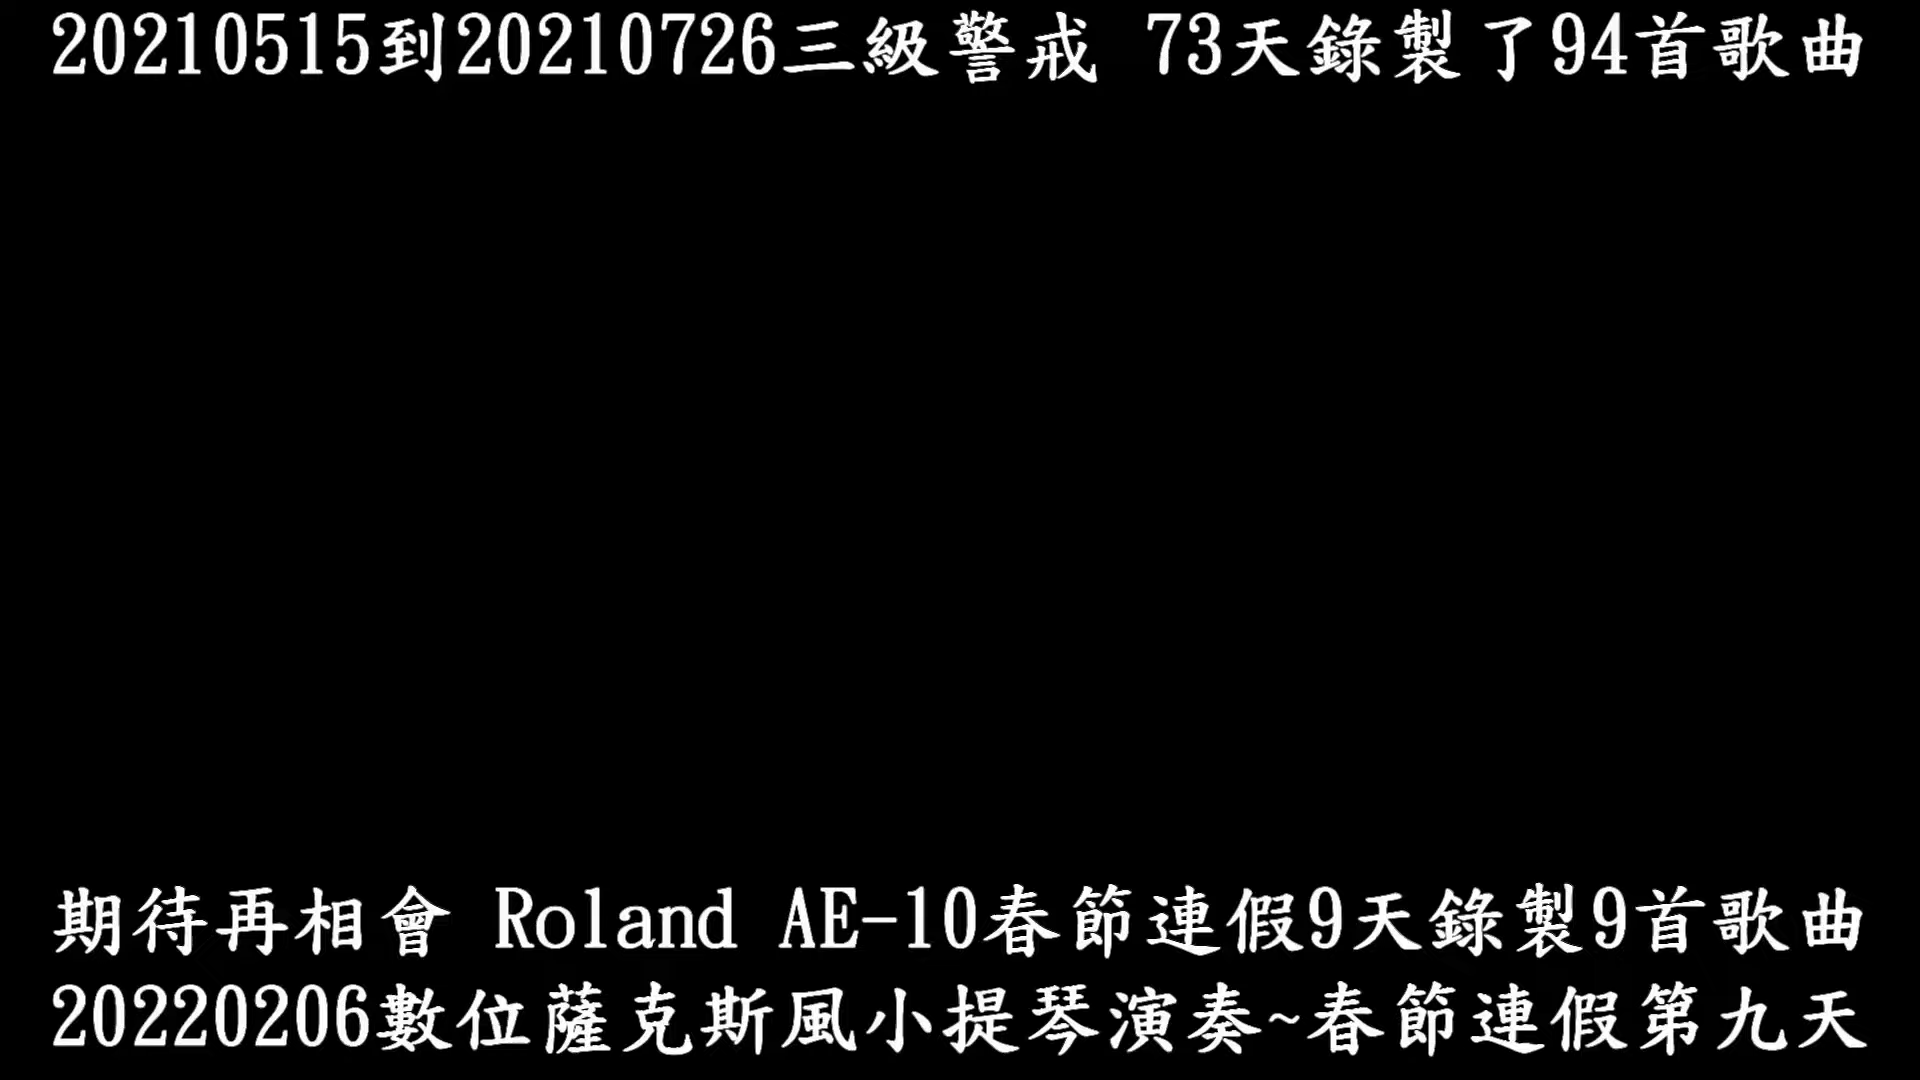 20210515到20210726三級警戒 73天錄製了94首歌曲
期待再相會 Roland AE-10春節連假9天錄製9首歌曲
20220206數位薩克斯風小提琴演奏~春節連假第九天